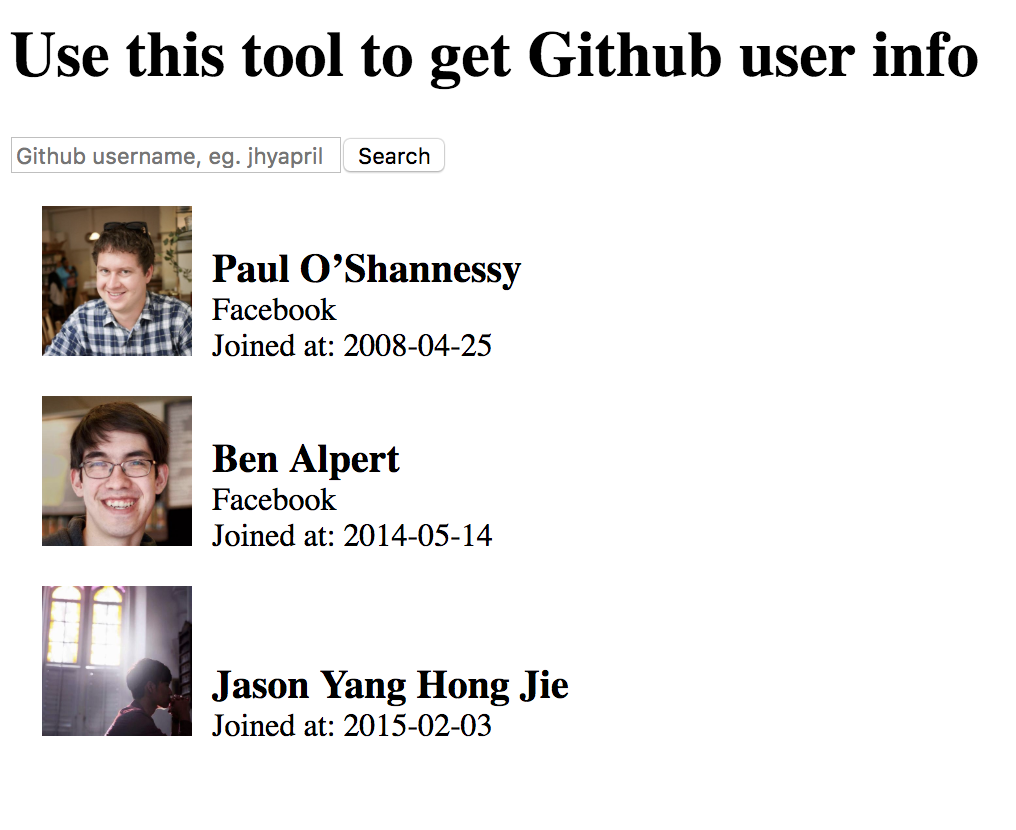 Use this tool to get Github user info
Github username, eg. jhyapril Search
Paul O’Shannessy
Facebook
Joined at: 2008-04-25
Ben Alpert
Facebook
Joined at: 2014-05-14
Jason Yang Hong Jie
Joined at: 2015-02-03